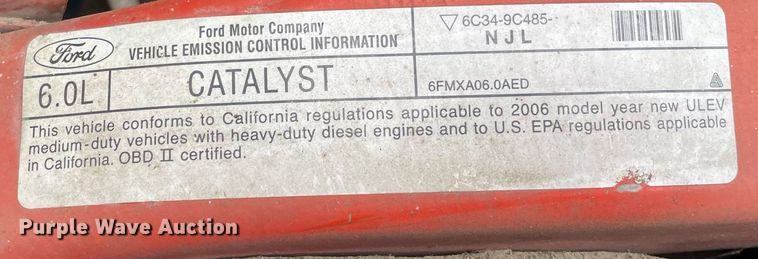 Ford
Ford Motor Company
VEHICLE EMISSION CONTROL INFORMATION
▽ 6C34-9C485-
NJL
6.0L
CATALYST
6FMXA06.0AED
This vehicle conforms to California regulations applicable to 2006 model year new ULEV
medium-duty vehicles with heavy-duty diesel engines and to U.S. EPA regulations applicable
in California. OBD II certified.
Purple Wave Auction